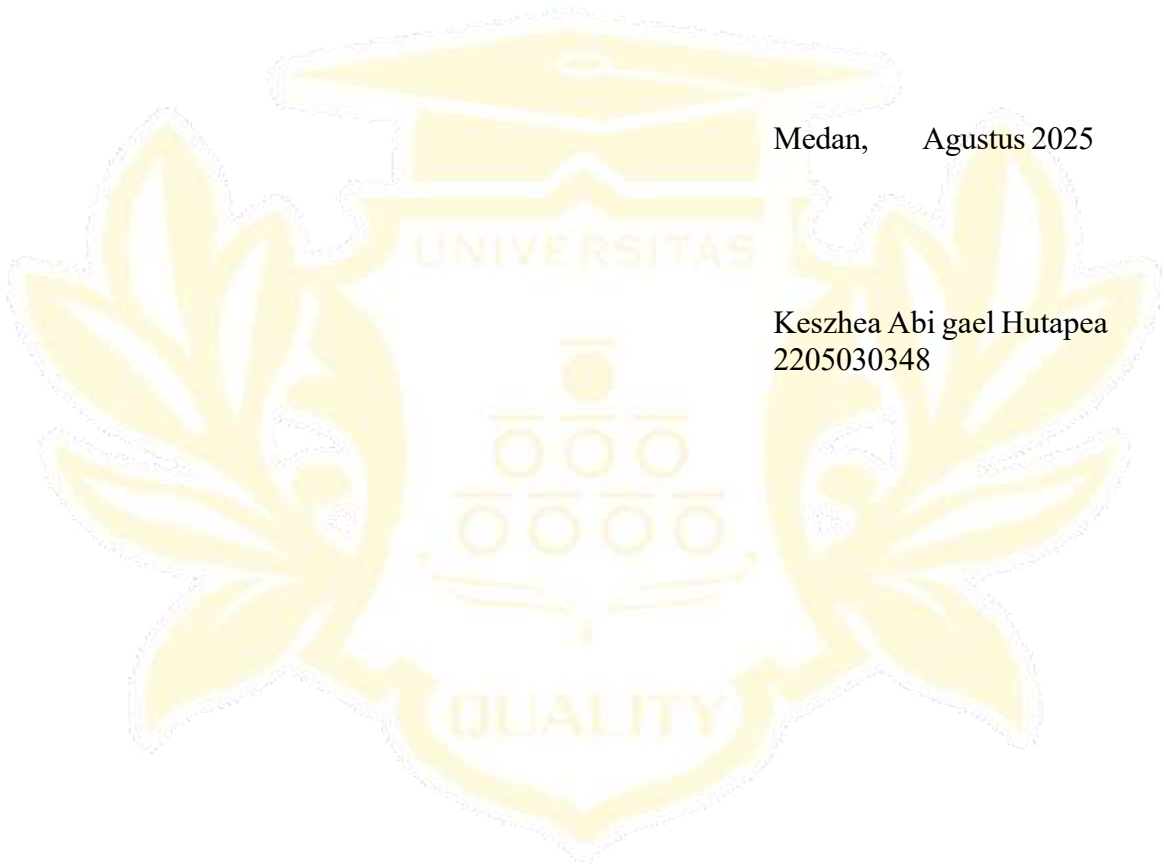 Medan, Agustus 2025
UNIVERSITAS
Keszhea Abi gael Hutapea
2205030348
QUALITY